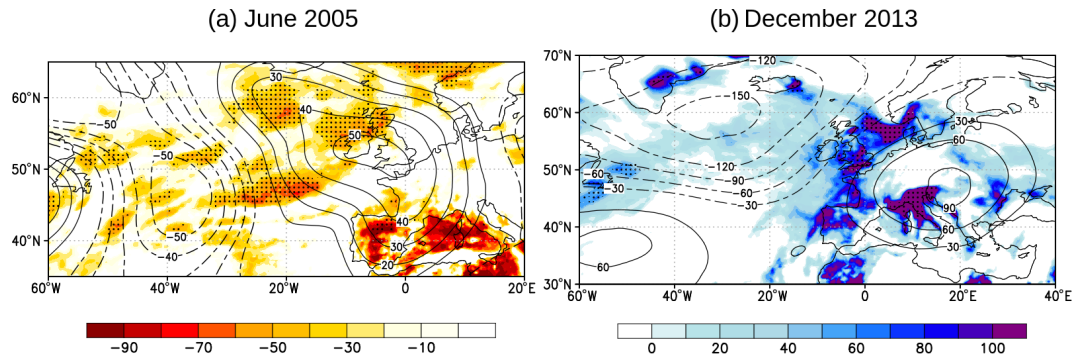 (a) June 2005 (b) December 2013
70°N
60°N 50°N 40°N
60°N 50°N 40°N 30°N
30 40 50 −50 −50 −50 −40 40 30 20
−120 −150 −120 −90 −60 −30 −60 −30 60 30 60 90 60 30
60°W 40°W 20°W 0 20°E
60°W 40°W 20°W 0 20°E 40°E
−90 −70 −50 −30 −10
0 20 40 60 80 100